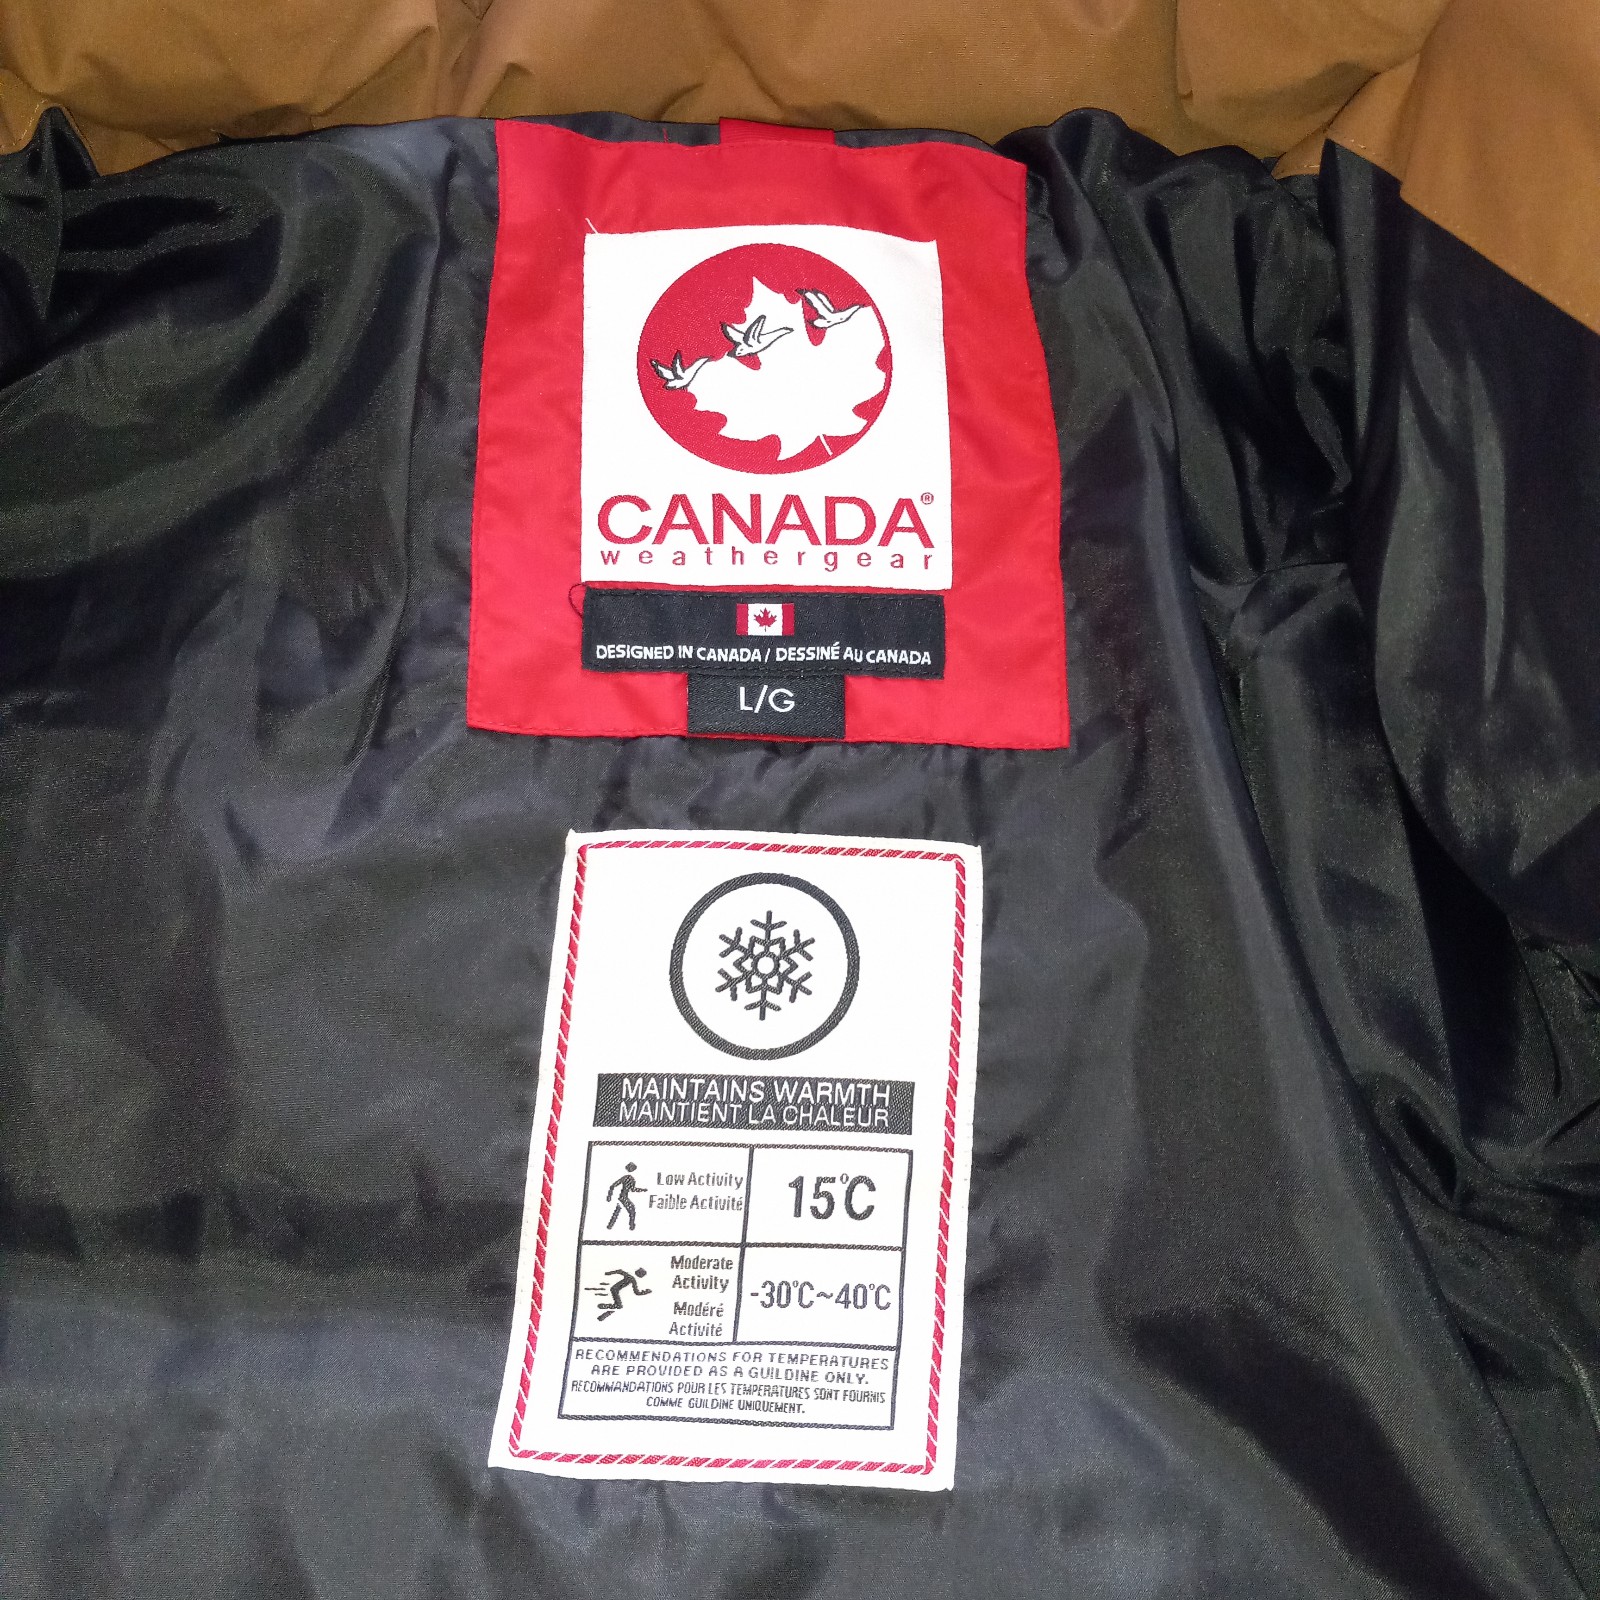 CANADA®
weathergear
DESIGNED IN CANADA / DESSINÉ AU CANADA
L/G
MAINTAINS WARMTH
MAINTIENT LA CHALEUR
Low Activity
Faible Activité
15°C
Moderate
Activity
Modéré
Activité
-30°C~40°C
RECOMMENDATIONS FOR TEMPERATURES
ARE PROVIDED AS A GUILDINE ONLY.
RECOMMANDATIONS POUR LES TEMPERATURES SONT FOURNIS
COMME GUILDINE UNIQUEMENT.